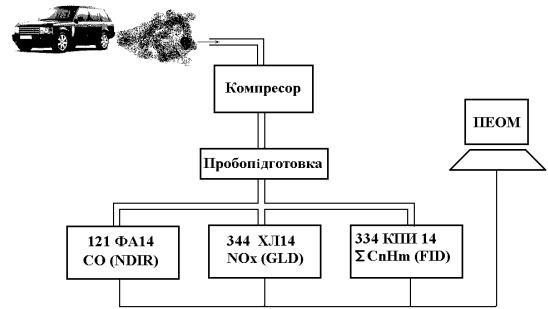 Компресор
ПЕОМ
Пробопідготовка
121 ФА14
CO (NDIR)
344 ХЛ14
NOx (GLD)
334 КПИ 14
∑CnHm (FID)